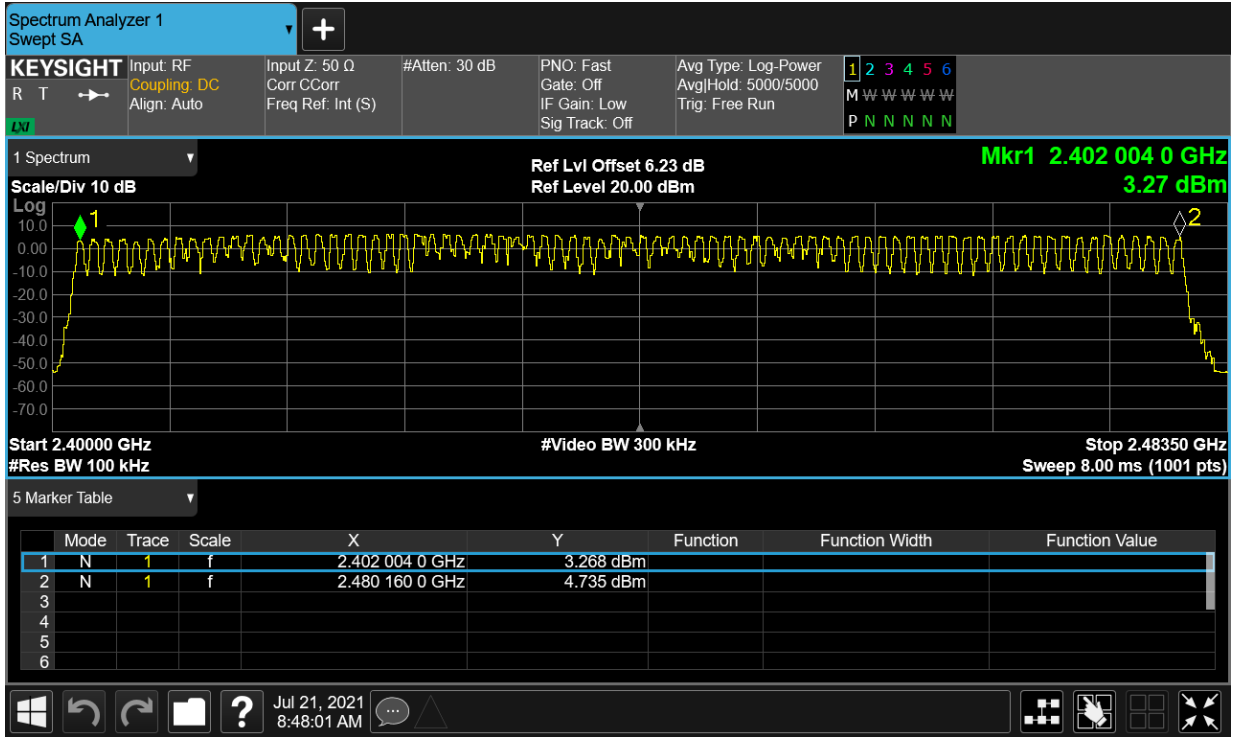 Spectrum Analyzer 1
Swept SA
KEYSIGHT
R T
LXI
Input: RF
Coupling: DC
Align: Auto
Input Z: 50 Ω
Corr CCorr
Freq Ref: Int (S)
#Atten: 30 dB
PNO: Fast
Gate: Off
IF Gain: Low
Sig Track: Off
Avg Type: Log-Power
Avg|Hold: 5000/5000
Trig: Free Run
1 2 3 4 5 6
M W W W W W
P N N N N N
1 Spectrum
Scale/Div 10 dB
Ref Lvl Offset 6.23 dB
Ref Level 20.00 dBm
Mkr1 2.402 004 0 GHz
3.27 dBm
Log
1
2
10.0
0.00
-10.0
-20.0
-30.0
-40.0
-50.0
-60.0
-70.0
Start 2.40000 GHz
#Res BW 100 kHz
#Video BW 300 kHz
Stop 2.48350 GHz
Sweep 8.00 ms (1001 pts)
5 Marker Table
Mode Trace Scale X Y Function Function Width Function Value
1 N 1 f 2.402 004 0 GHz 3.268 dBm
2 N 1 f 2.480 160 0 GHz 4.735 dBm
3
4
5
6
?
Jul 21, 2021
8:48:01 AM